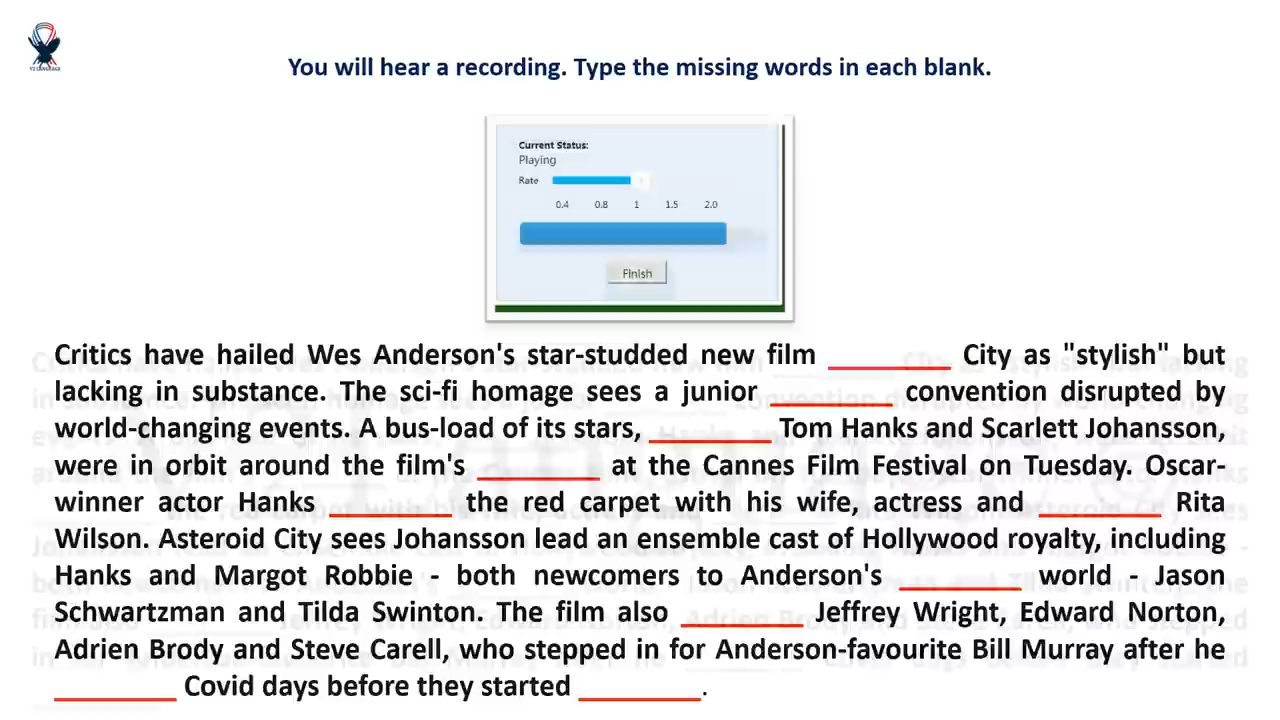 V2 LANGUAGE
You will hear a recording. Type the missing words in each blank.
Current Status:
Playing
Rate
0.4 0.8 1 1.5 2.0
Finish
Critics have hailed Wes Anderson's star-studded new film ________ City as "stylish" but
lacking in substance. The sci-fi homage sees a junior ________ convention disrupted by
world-changing events. A bus-load of its stars, ________ Tom Hanks and Scarlett Johansson,
were in orbit around the film's ________ at the Cannes Film Festival on Tuesday. Oscar-
winner actor Hanks ________ the red carpet with his wife, actress and ________ Rita
Wilson. Asteroid City sees Johansson lead an ensemble cast of Hollywood royalty, including
Hanks and Margot Robbie - both newcomers to Anderson's ________ world - Jason
Schwartzman and Tilda Swinton. The film also ________ Jeffrey Wright, Edward Norton,
Adrien Brody and Steve Carell, who stepped in for Anderson-favourite Bill Murray after he
________ Covid days before they started ________.